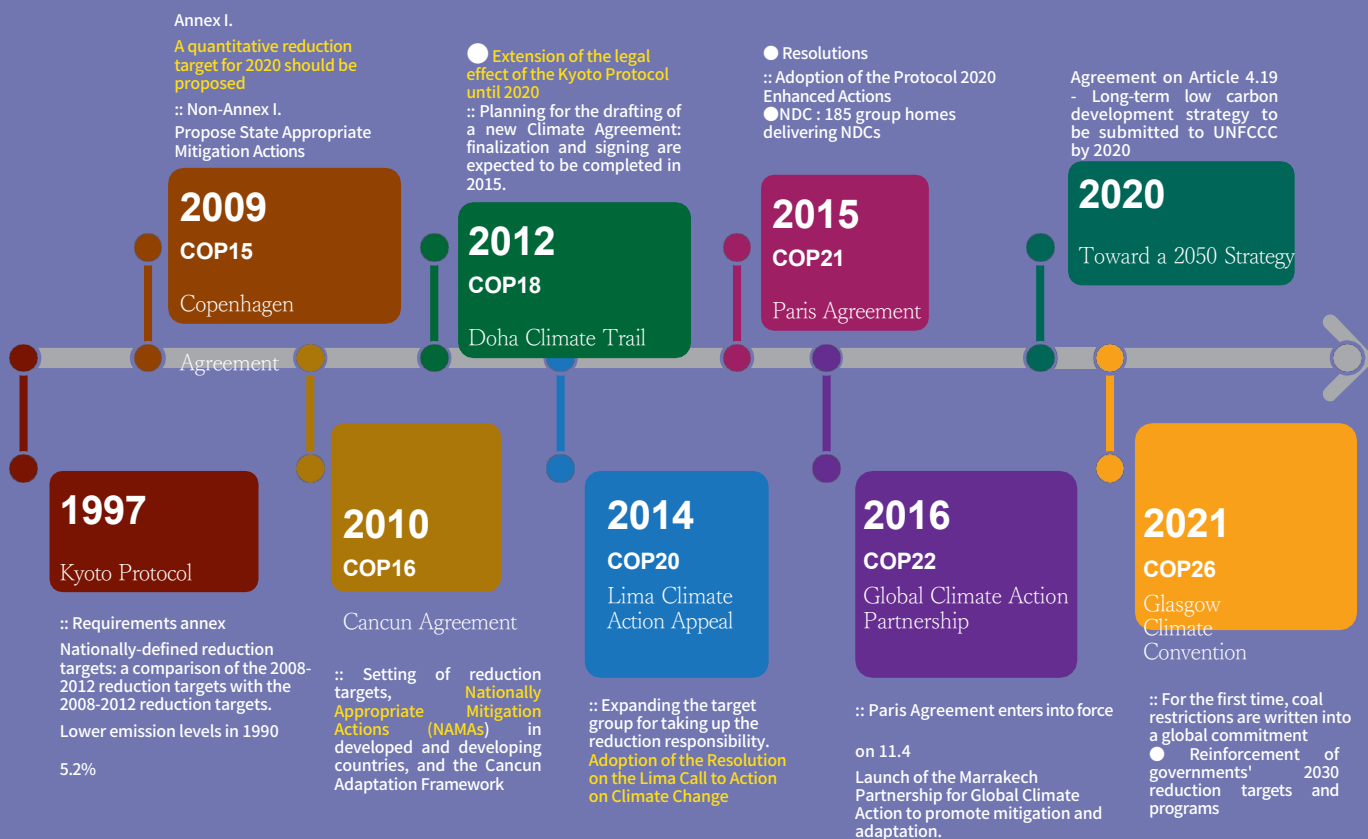 Annex I.
A quantitative reduction
target for 2020 should be
proposed
:: Non-Annex I.
Propose State Appropriate
Mitigation Actions
2009
COP15
Copenhagen
Agreement
● Extension of the legal
effect of the Kyoto Protocol
until 2020
:: Planning for the drafting of
a new Climate Agreement:
finalization and signing are
expected to be completed in
2015.
2012
COP18
Doha Climate Trail
● Resolutions
:: Adoption of the Protocol 2020
Enhanced Actions
●NDC : 185 group homes
delivering NDCs
2015
COP21
Paris Agreement
Agreement on Article 4.19
- Long-term low carbon
development strategy to
be submitted to UNFCCC
by 2020
2020
Toward a 2050 Strategy
1997
Kyoto Protocol
:: Requirements annex
Nationally-defined reduction
targets: a comparison of the 2008-
2012 reduction targets with the
2008-2012 reduction targets.
Lower emission levels in 1990
5.2%
2010
COP16
Cancun Agreement
:: Setting of reduction
targets, Nationally
Appropriate Mitigation
Actions (NAMAs) in
developed and developing
countries, and the Cancun
Adaptation Framework
2014
COP20
Lima Climate
Action Appeal
:: Expanding the target
group for taking up the
reduction responsibility.
Adoption of the Resolution
on the Lima Call to Action
on Climate Change
2016
COP22
Global Climate Action
Partnership
:: Paris Agreement enters into force
on 11.4
Launch of the Marrakech
Partnership for Global Climate
Action to promote mitigation and
adaptation.
2021
COP26
Glasgow
Climate
Convention
:: For the first time, coal
restrictions are written into
a global commitment
● Reinforcement of
governments' 2030
reduction targets and
programs